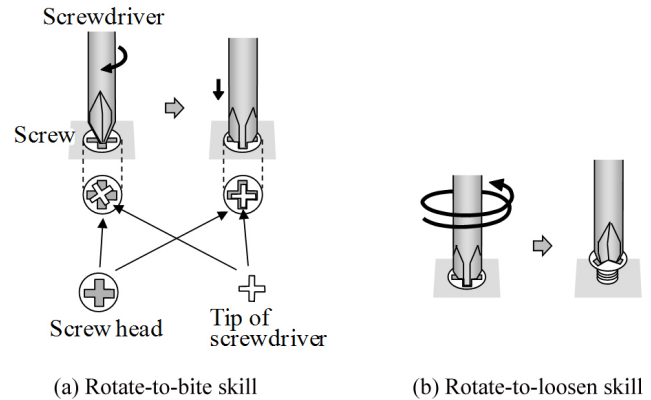 Screwdriver
Screw
Screw head
Tip of
screwdriver
(a) Rotate-to-bite skill
(b) Rotate-to-loosen skill